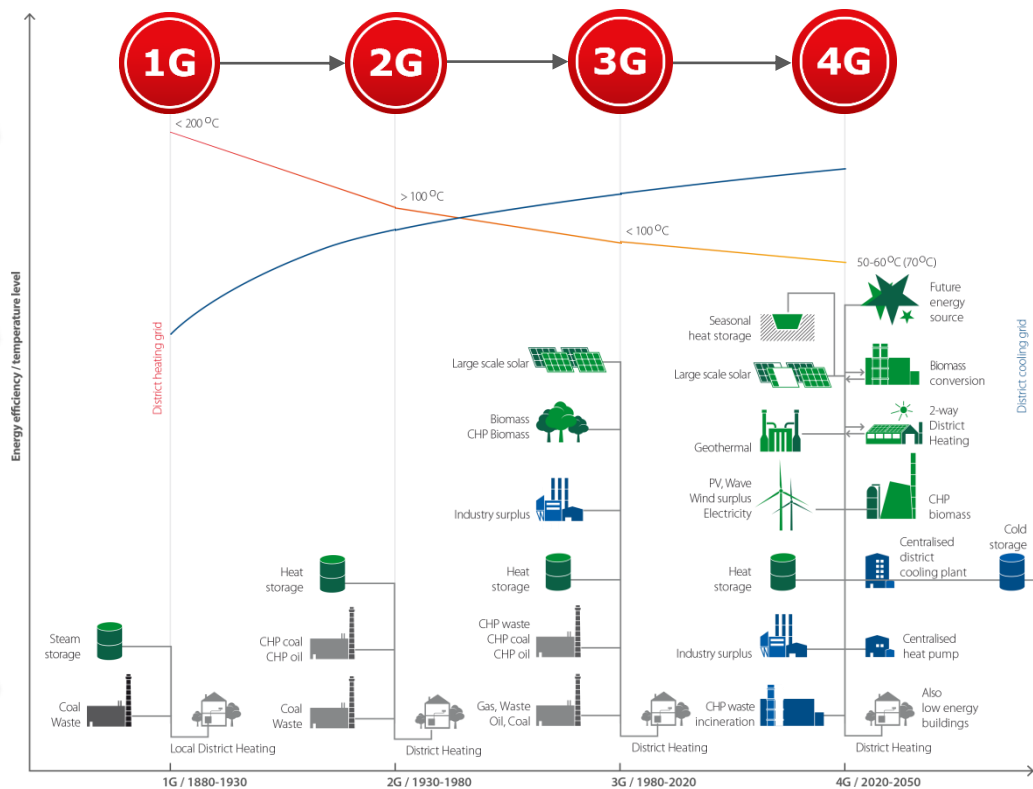 1G
2G
3G
4G
< 200 °C
> 100 °C
< 100 °C
50-60°C (70°C)
Energy efficiency / temperature level
District heating grid
District cooling grid
Steam
storage
Coal
Waste
Local District Heating
1G / 1880-1930
Heat
storage
CHP coal
CHP oil
Coal
Waste
District Heating
2G / 1930-1980
Large scale solar
Biomass
CHP Biomass
Industry surplus
Heat
storage
CHP waste
CHP coal
CHP oil
Gas, Waste
Oil, Coal
District Heating
3G / 1980-2020
Seasonal
heat storage
Large scale solar
Geothermal
PV, Wave
Wind surplus
Electricity
Heat
storage
Industry surplus
CHP waste
incineration
Future
energy
source
Biomass
conversion
2-way
District
Heating
CHP
biomass
Centralised
district
cooling plant
Cold
storage
Centralised
heat pump
Also
low energy
buildings
District Heating
4G / 2020-2050